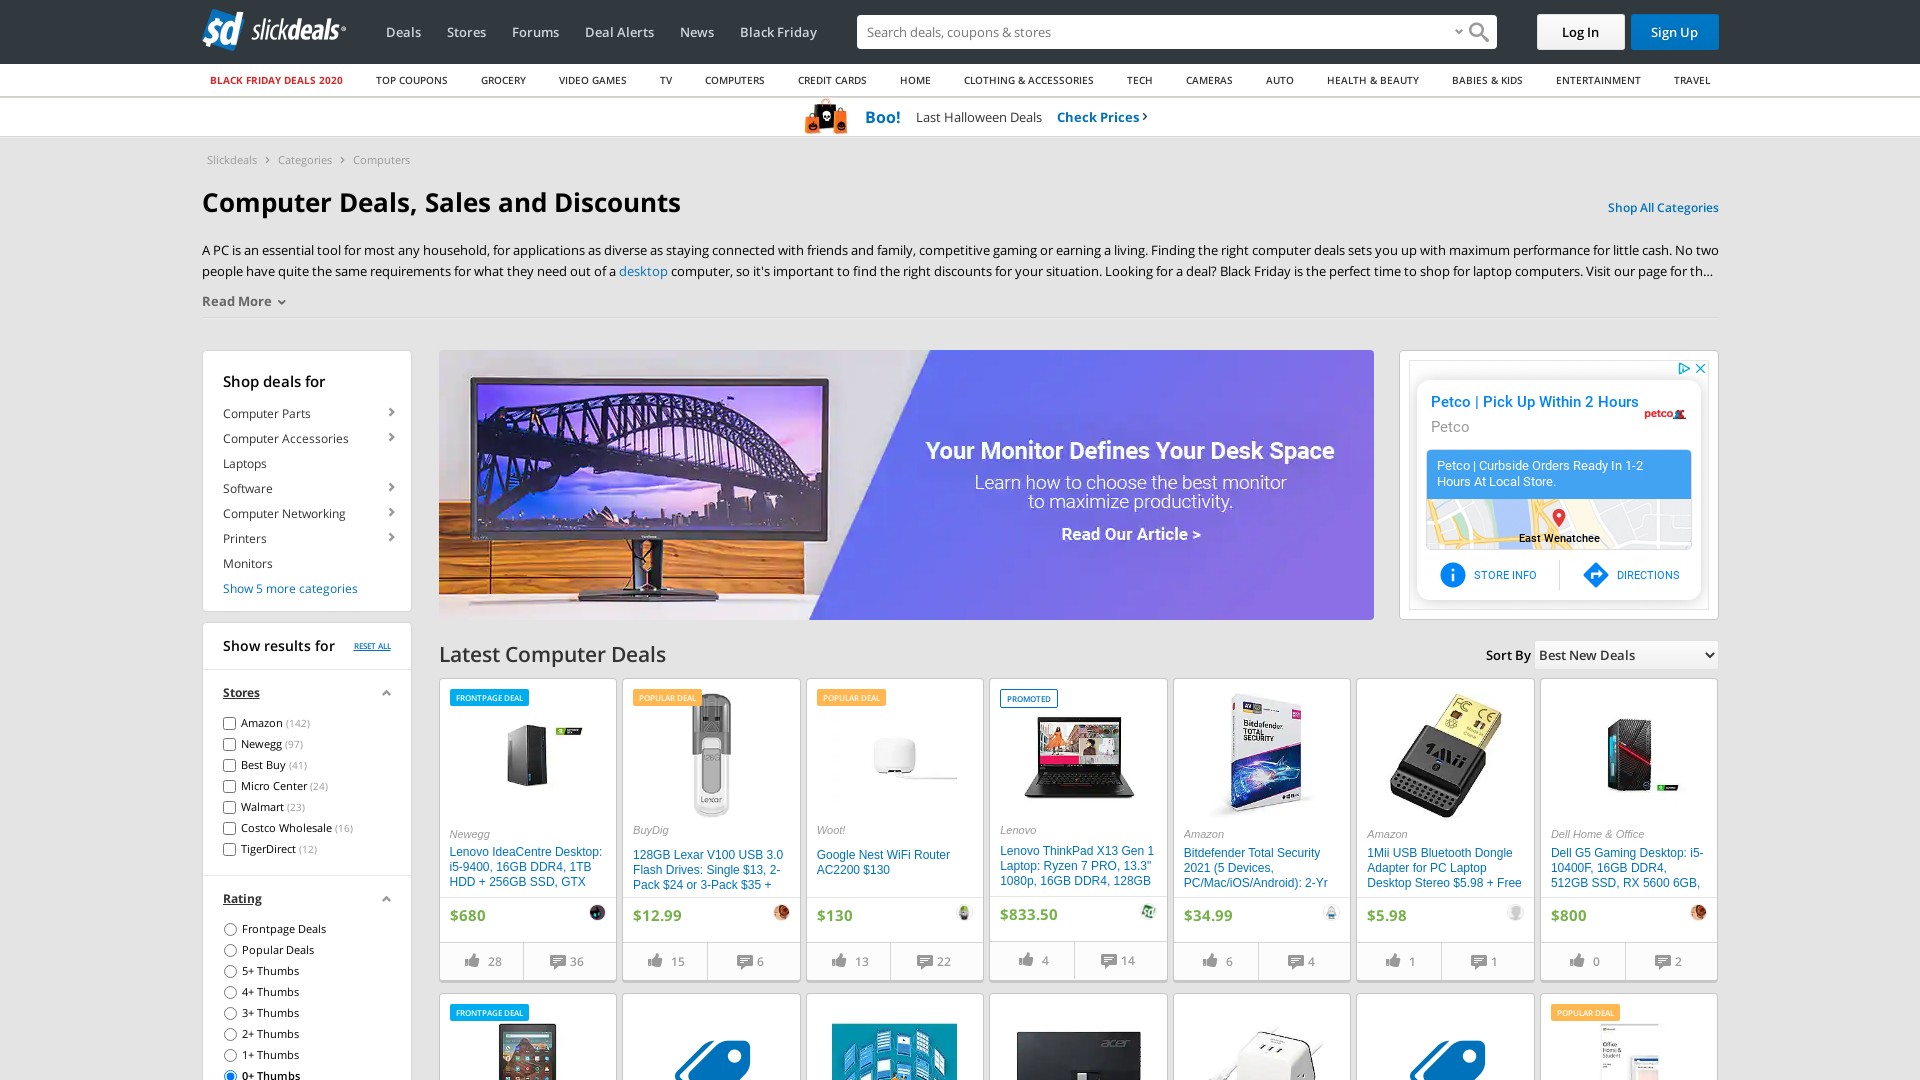 slickdeals
Deals
Stores
Forums
Deal Alerts
News
Black Friday
Search deals, coupons & stores
Log In
Sign Up
BLACK FRIDAY DEALS 2020
TOP COUPONS
GROCERY
VIDEO GAMES
TV
COMPUTERS
CREDIT CARDS
HOME
CLOTHING & ACCESSORIES
TECH
CAMERAS
AUTO
HEALTH & BEAUTY
BABIES & KIDS
ENTERTAINMENT
TRAVEL
Boo! Last Halloween Deals Check Prices
Slickdeals > Categories > Computers
Computer Deals, Sales and Discounts
Shop All Categories
A PC is an essential tool for most any household, for applications as diverse as staying connected with friends and family, competitive gaming or earning a living. Finding the right computer deals sets you up with maximum performance for little cash. No two
people have quite the same requirements for what they need out of a desktop computer, so it's important to find the right discounts for your situation. Looking for a deal? Black Friday is the perfect time to shop for laptop computers. Visit our page for th...
Read More
Shop deals for
Computer Parts
Computer Accessories
Laptops
Software
Computer Networking
Printers
Monitors
Show 5 more categories
Show results for
RESET ALL
Stores
Amazon (142)
Newegg (97)
Best Buy (41)
Micro Center (24)
Walmart (23)
Costco Wholesale (16)
TigerDirect (12)
Rating
Frontpage Deals
Popular Deals
5+ Thumbs
4+ Thumbs
3+ Thumbs
2+ Thumbs
1+ Thumbs
0+ Thumbs
Your Monitor Defines Your Desk Space
Learn how to choose the best monitor
to maximize productivity.
Read Our Article >
Petco | Pick Up Within 2 Hours
petco
Petco
Petco | Curbside Orders Ready In 1-2
Hours At Local Store.
East Wenatchee
STORE INFO
DIRECTIONS
Latest Computer Deals
Sort By
Best New Deals
FRONTPAGE DEAL
Newegg
Lenovo IdeaCentre Desktop:
i5-9400, 16GB DDR4, 1TB
HDD + 256GB SSD, GTX
$680
28
36
POPULAR DEAL
Lexar
BuyDig
128GB Lexar V100 USB 3.0
Flash Drives: Single $13, 2-
Pack $24 or 3-Pack $35 +
$12.99
15
6
POPULAR DEAL
Woot!
Google Nest WiFi Router
AC2200 $130
$130
13
22
PROMOTED
Lenovo
Lenovo ThinkPad X13 Gen 1
Laptop: Ryzen 7 PRO, 13.3"
1080p, 16GB DDR4, 128GB
$833.50
4
14
Bitdefender
TOTAL
SECURITY
Amazon
Bitdefender Total Security
2021 (5 Devices,
PC/Mac/iOS/Android): 2-Yr
$34.99
6
4
1Mii
Amazon
1Mii USB Bluetooth Dongle
Adapter for PC Laptop
Desktop Stereo $5.98 + Free
$5.98
1
1
Dell Home & Office
Dell G5 Gaming Desktop: i5-
10400F, 16GB DDR4,
512GB SSD, RX 5600 6GB,
$800
0
2
FRONTPAGE DEAL
acer
POPULAR DEAL
Office
Home &
Student